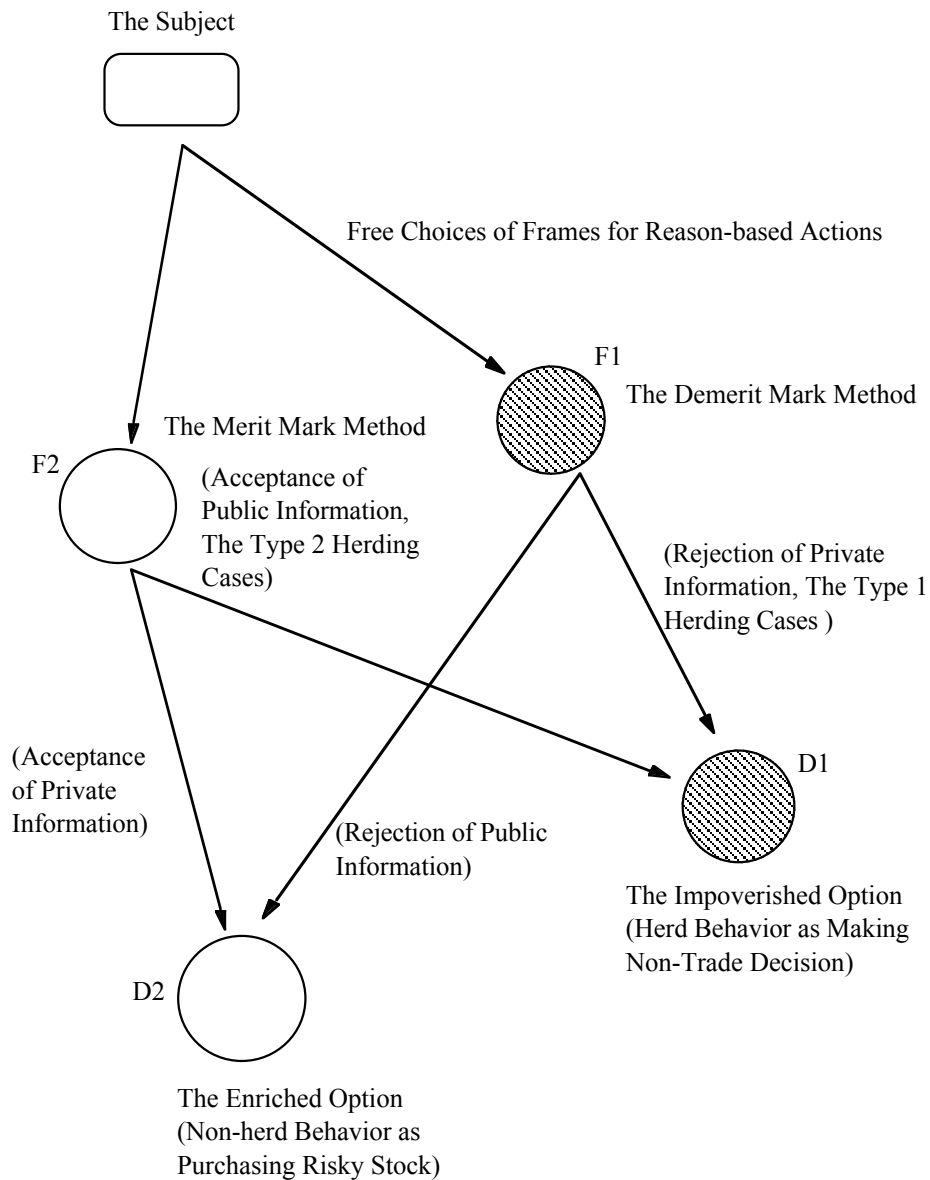 The Subject
Free Choices of Frames for Reason-based Actions
F1
The Demerit Mark Method
The Merit Mark Method
F2
(Acceptance of
Public Information,
The Type 2 Herding
Cases)
(Rejection of Private
Information, The Type 1
Herding Cases )
(Acceptance
of Private
Information)
D1
(Rejection of Public
Information)
The Impoverished Option
(Herd Behavior as Making
Non-Trade Decision)
D2
The Enriched Option
(Non-herd Behavior as
Purchasing Risky Stock)